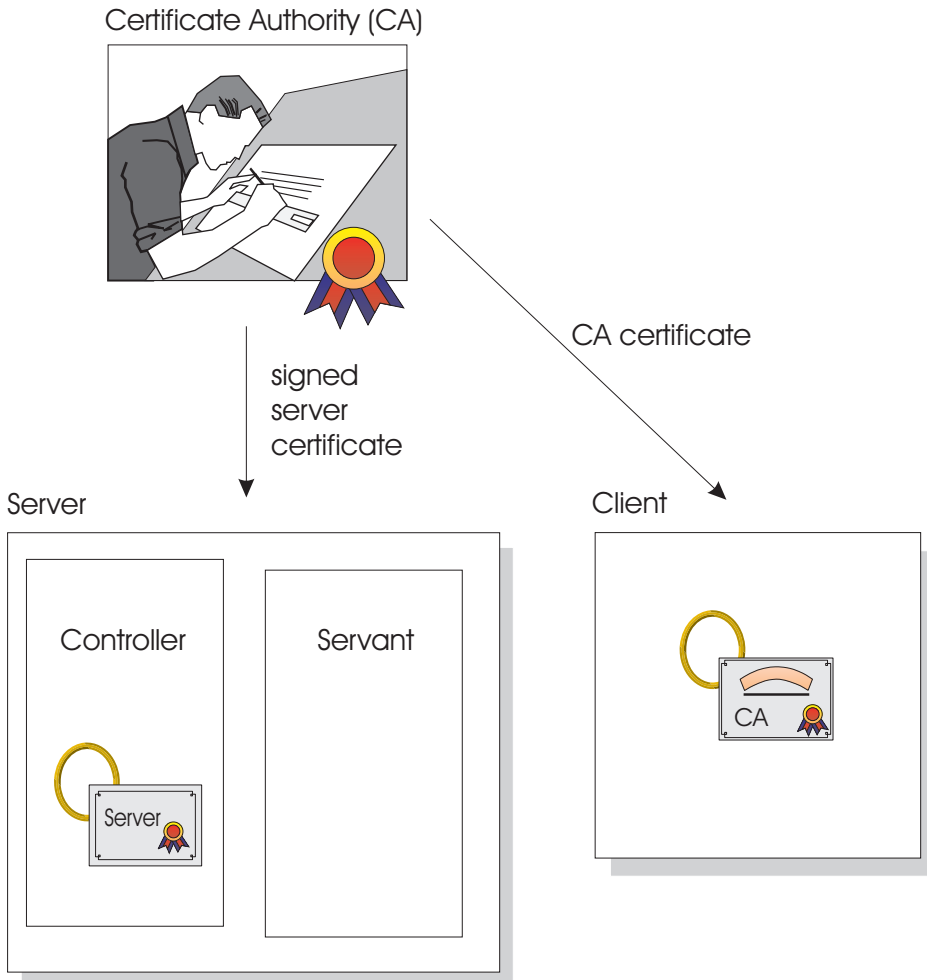 Certificate Authority (CA)
CA certificate
signed
server
certificate
Server
Client
Controller
Servant
CA
Server